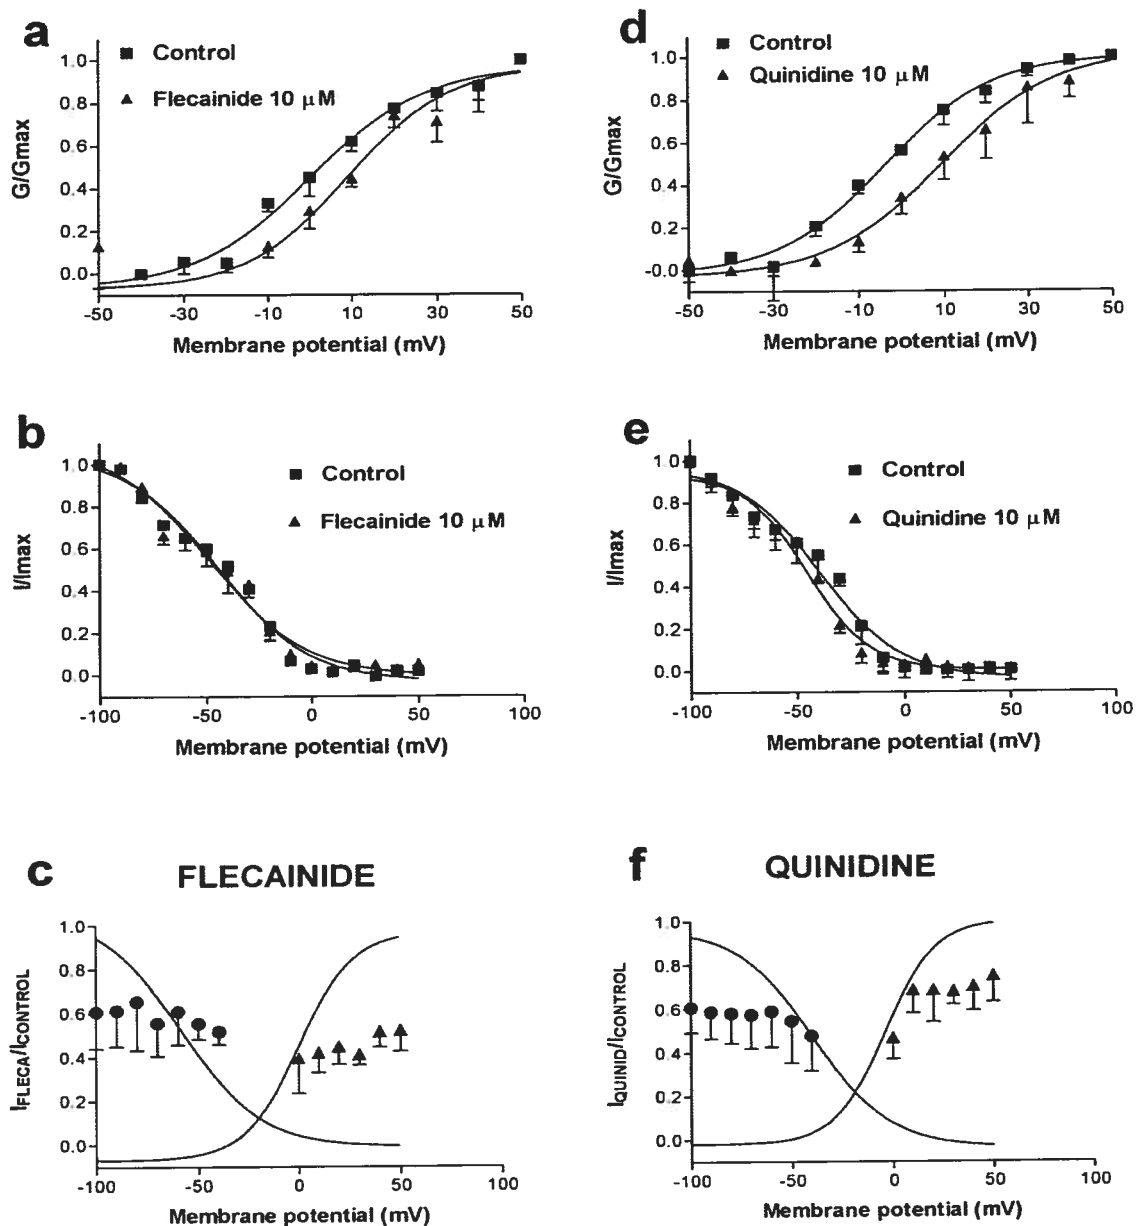 a
Control
Flecainide 10 μM
G/Gmax
1.0
0.8
0.6
0.4
0.2
0.0
-50 -30 -10 10 30 50
Membrane potential (mV)
d
Control
Quinidine 10 μM
G/Gmax
1.0
0.8
0.6
0.4
0.2
-0.0
-50 -30 -10 10 30 50
Membrane potential (mV)
b
Control
Flecainide 10 μM
I/Imax
1.0
0.8
0.6
0.4
0.2
0.0
-100 -50 0 50 100
Membrane potential (mV)
e
Control
Quinidine 10 μM
I/Imax
1.0
0.8
0.6
0.4
0.2
0.0
-100 -50 0 50 100
Membrane potential (mV)
c
FLECAINIDE
IFLECA/ICONTROL
1.0
0.8
0.6
0.4
0.2
0.0
-100 -50 0 50 100
Membrane potential (mV)
f
QUINIDINE
IQUINID/ICONTROL
1.0
0.8
0.6
0.4
0.2
0.0
-100 -50 0 50 100
Membrane potential (mV)